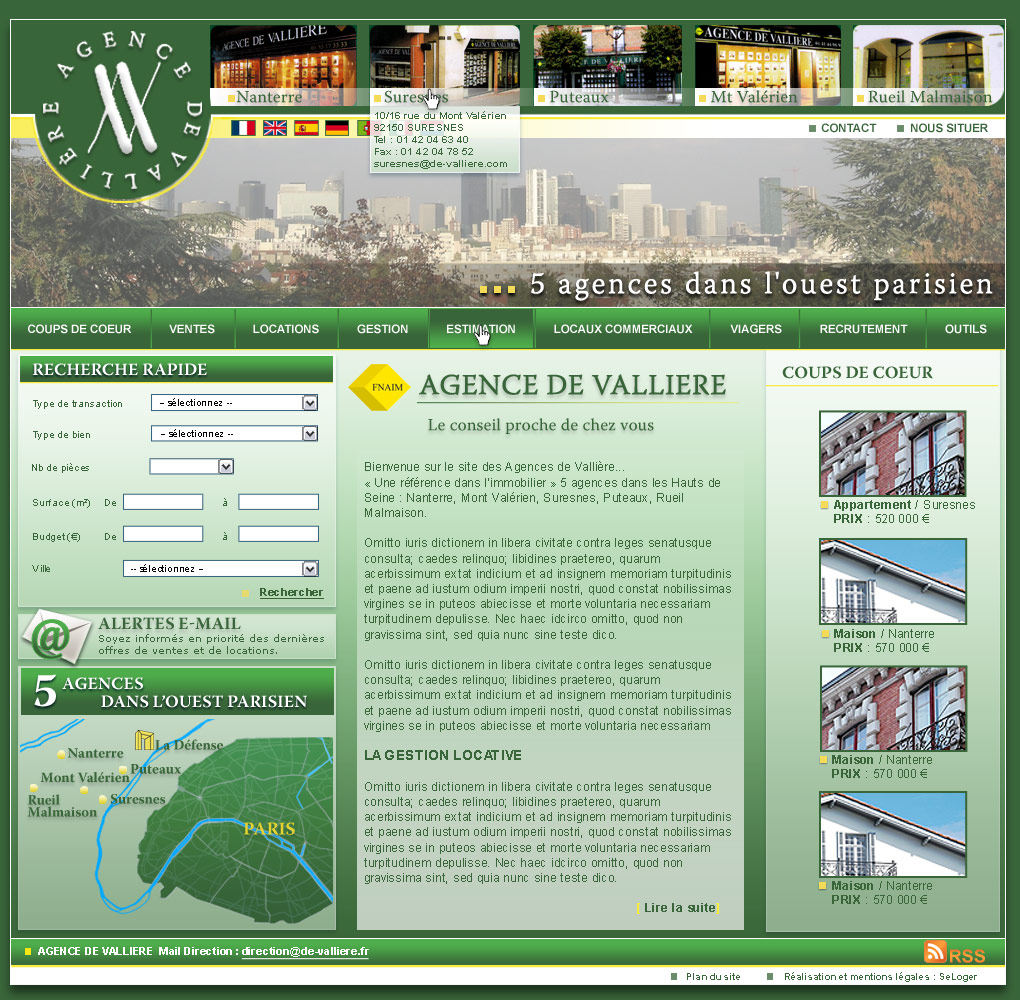 AGENCE DE VALLIERE
AGENCE DE VALLIERE
AGENCE DE VALLIERE
AGENCE DE VALLIERE
Nanterre
Suresnes
Puteaux
Mt Valérien
Rueil Malmaison
10/16 rue du Mont Valérien
92150 SURESNES
Tel : 01 42 04 63 40
Fax : 01 42 04 78 52
suresnes@de-valliere.com
CONTACT
NOUS SITUER
... 5 agences dans l'ouest parisien
COUPS DE COEUR
VENTES
LOCATIONS
GESTION
ESTIMATION
LOCAUX COMMERCIAUX
VIAGERS
RECRUTEMENT
OUTILS
RECHERCHE RAPIDE
Type de transaction
-- sélectionnez --
Type de bien
-- sélectionnez --
Nb de pièces
Surface (m²) De à
Budget (€) De à
Ville
-- sélectionnez --
Rechercher
ALERTES E-MAIL
Soyez informés en priorité des dernières
offres de ventes et de locations.
5 AGENCES
DANS L'OUEST PARISIEN
La Défense
Nanterre
Puteaux
Mont Valérien
Rueil
Malmaison
Suresnes
PARIS
FNAIM
AGENCE DE VALLIERE
Le conseil proche de chez vous
Bienvenue sur le site des Agences de Vallière...
« Une référence dans l'immobilier » 5 agences dans les Hauts de
Seine : Nanterre, Mont Valérien, Suresnes, Puteaux, Rueil
Malmaison.
Omitto iuris dictionem in libera civitate contra leges senatusque
consulta; caedes relinquo; libidines praetereo, quarum
acerbissimum extat indicium et ad insignem memoriam turpitudinis
et paene ad iustum odium imperii nostri, quod constat nobilissimas
virgines se in puteos abiecisse et morte voluntaria necessariam
turpitudinem depulisse. Nec haec idcirco omitto, quod non
gravissima sint, sed quia nunc sine teste dico.
Omitto iuris dictionem in libera civitate contra leges senatusque
consulta; caedes relinquo; libidines praetereo, quarum
acerbissimum extat indicium et ad insignem memoriam turpitudinis
et paene ad iustum odium imperii nostri, quod constat nobilissimas
virgines se in puteos abiecisse et morte voluntaria necessariam
LA GESTION LOCATIVE
Omitto iuris dictionem in libera civitate contra leges senatusque
consulta; caedes relinquo; libidines praetereo, quarum
acerbissimum extat indicium et ad insignem memoriam turpitudinis
et paene ad iustum odium imperii nostri, quod constat nobilissimas
virgines se in puteos abiecisse et morte voluntaria necessariam
turpitudinem depulisse. Nec haec idcirco omitto, quod non
gravissima sint, sed quia nunc sine teste dico.
[ Lire la suite]
COUPS DE COEUR
Appartement / Suresnes
PRIX : 520 000 €
Maison / Nanterre
PRIX : 570 000 €
Maison / Nanterre
PRIX : 570 000 €
Maison / Nanterre
PRIX : 570 000 €
AGENCE DE VALLIERE Mail Direction : direction@de-valliere.fr
RSS
Plan du site
Réalisation et mentions légales : SeLoger